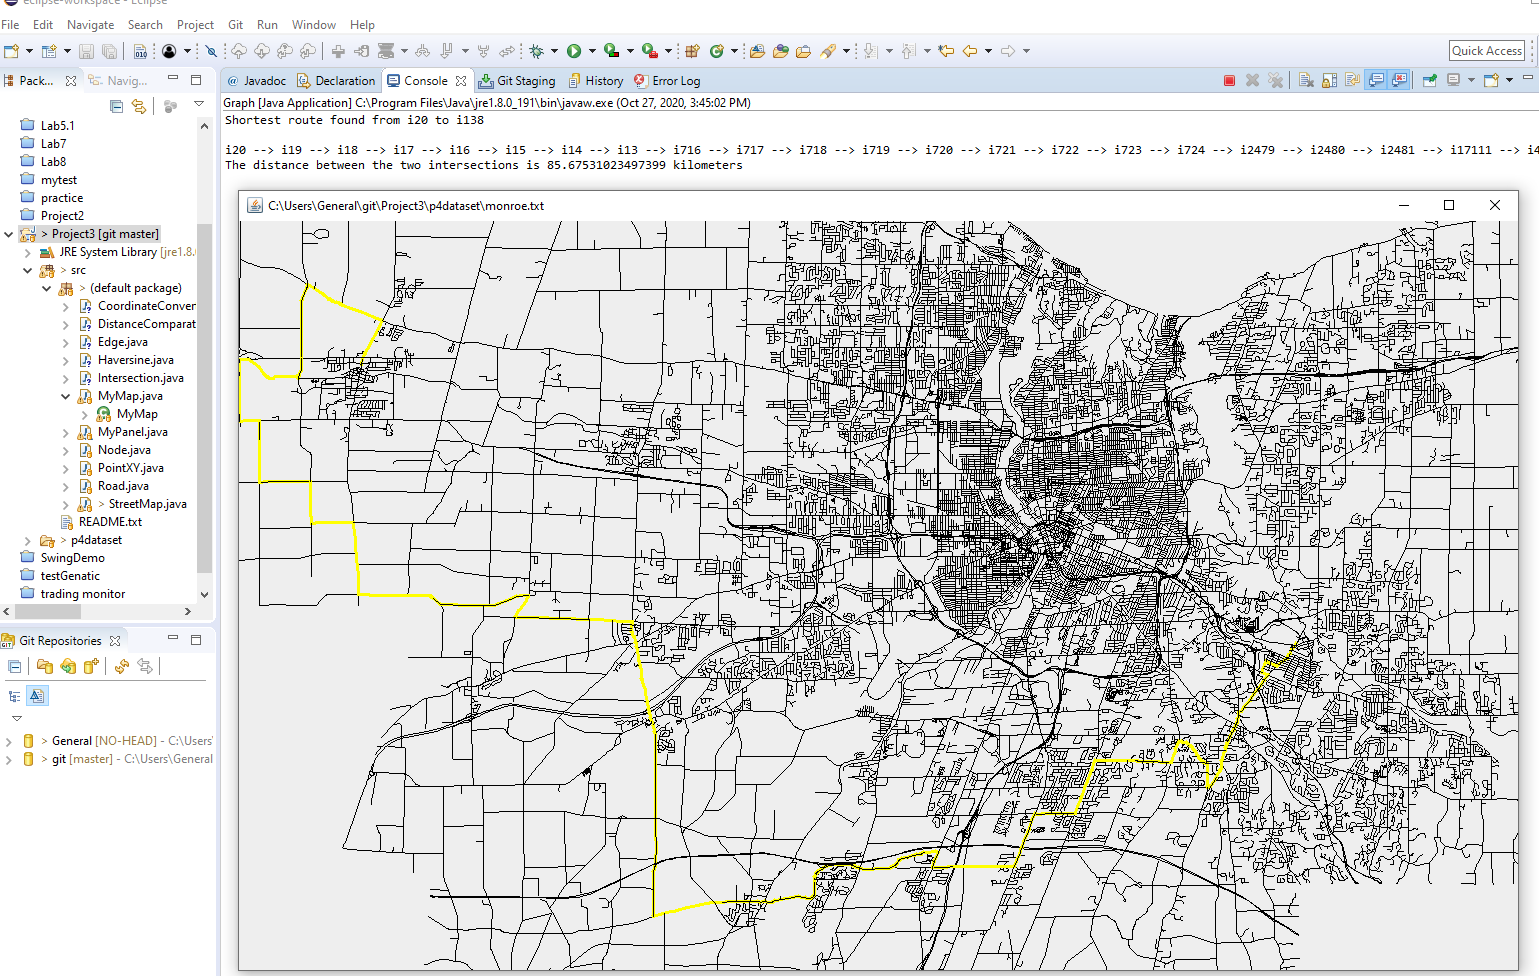 eclipse-workspace - Eclipse
File Edit Navigate Search Project Git Run Window Help
Quick Access
Pack...
Navig...
Lab5.1
Lab7
Lab8
mytest
practice
Project2
> Project3 [git master]
JRE System Library [jre1.8.
> src
> (default package)
CoordinateConver
DistanceComparat
Edge.java
Haversine.java
Intersection.java
MyMap.java
MyMap
MyPanel.java
Node.java
PointXY.java
Road.java
> StreetMap.java
README.txt
> p4dataset
SwingDemo
testGenatic
trading monitor
Git Repositories
> General [NO-HEAD] - C:\Users\
> git [master] - C:\Users\General
@ Javadoc Declaration Console Git Staging History Error Log
Graph [Java Application] C:\Program Files\Java\jre1.8.0_191\bin\javaw.exe (Oct 27, 2020, 3:45:02 PM)
Shortest route found from i20 to i138
i20 --> i19 --> i18 --> i17 --> i16 --> i15 --> i14 --> i13 --> i716 --> i717 --> i718 --> i719 --> i720 --> i721 --> i722 --> i723 --> i724 --> i2479 --> i2480 --> i2481 --> i17111 --> i4
The distance between the two intersections is 85.67531023497399 kilometers
C:\Users\General\git\Project3\p4dataset\monroe.txt